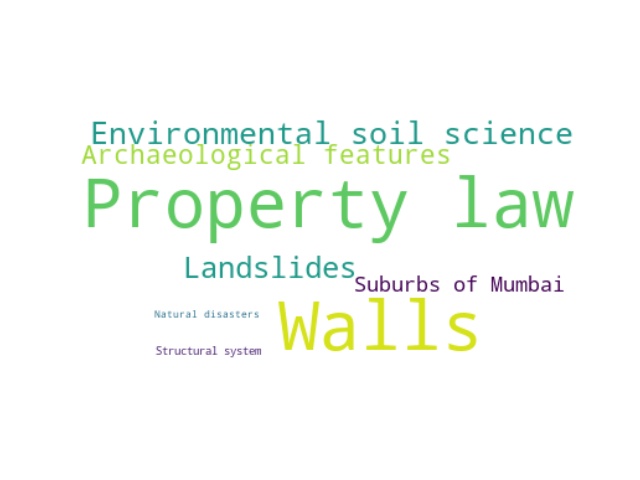 Environmental soil science
Archaeological features
Property law
Landslides
Suburbs of Mumbai
Natural disasters
Walls
Structural system